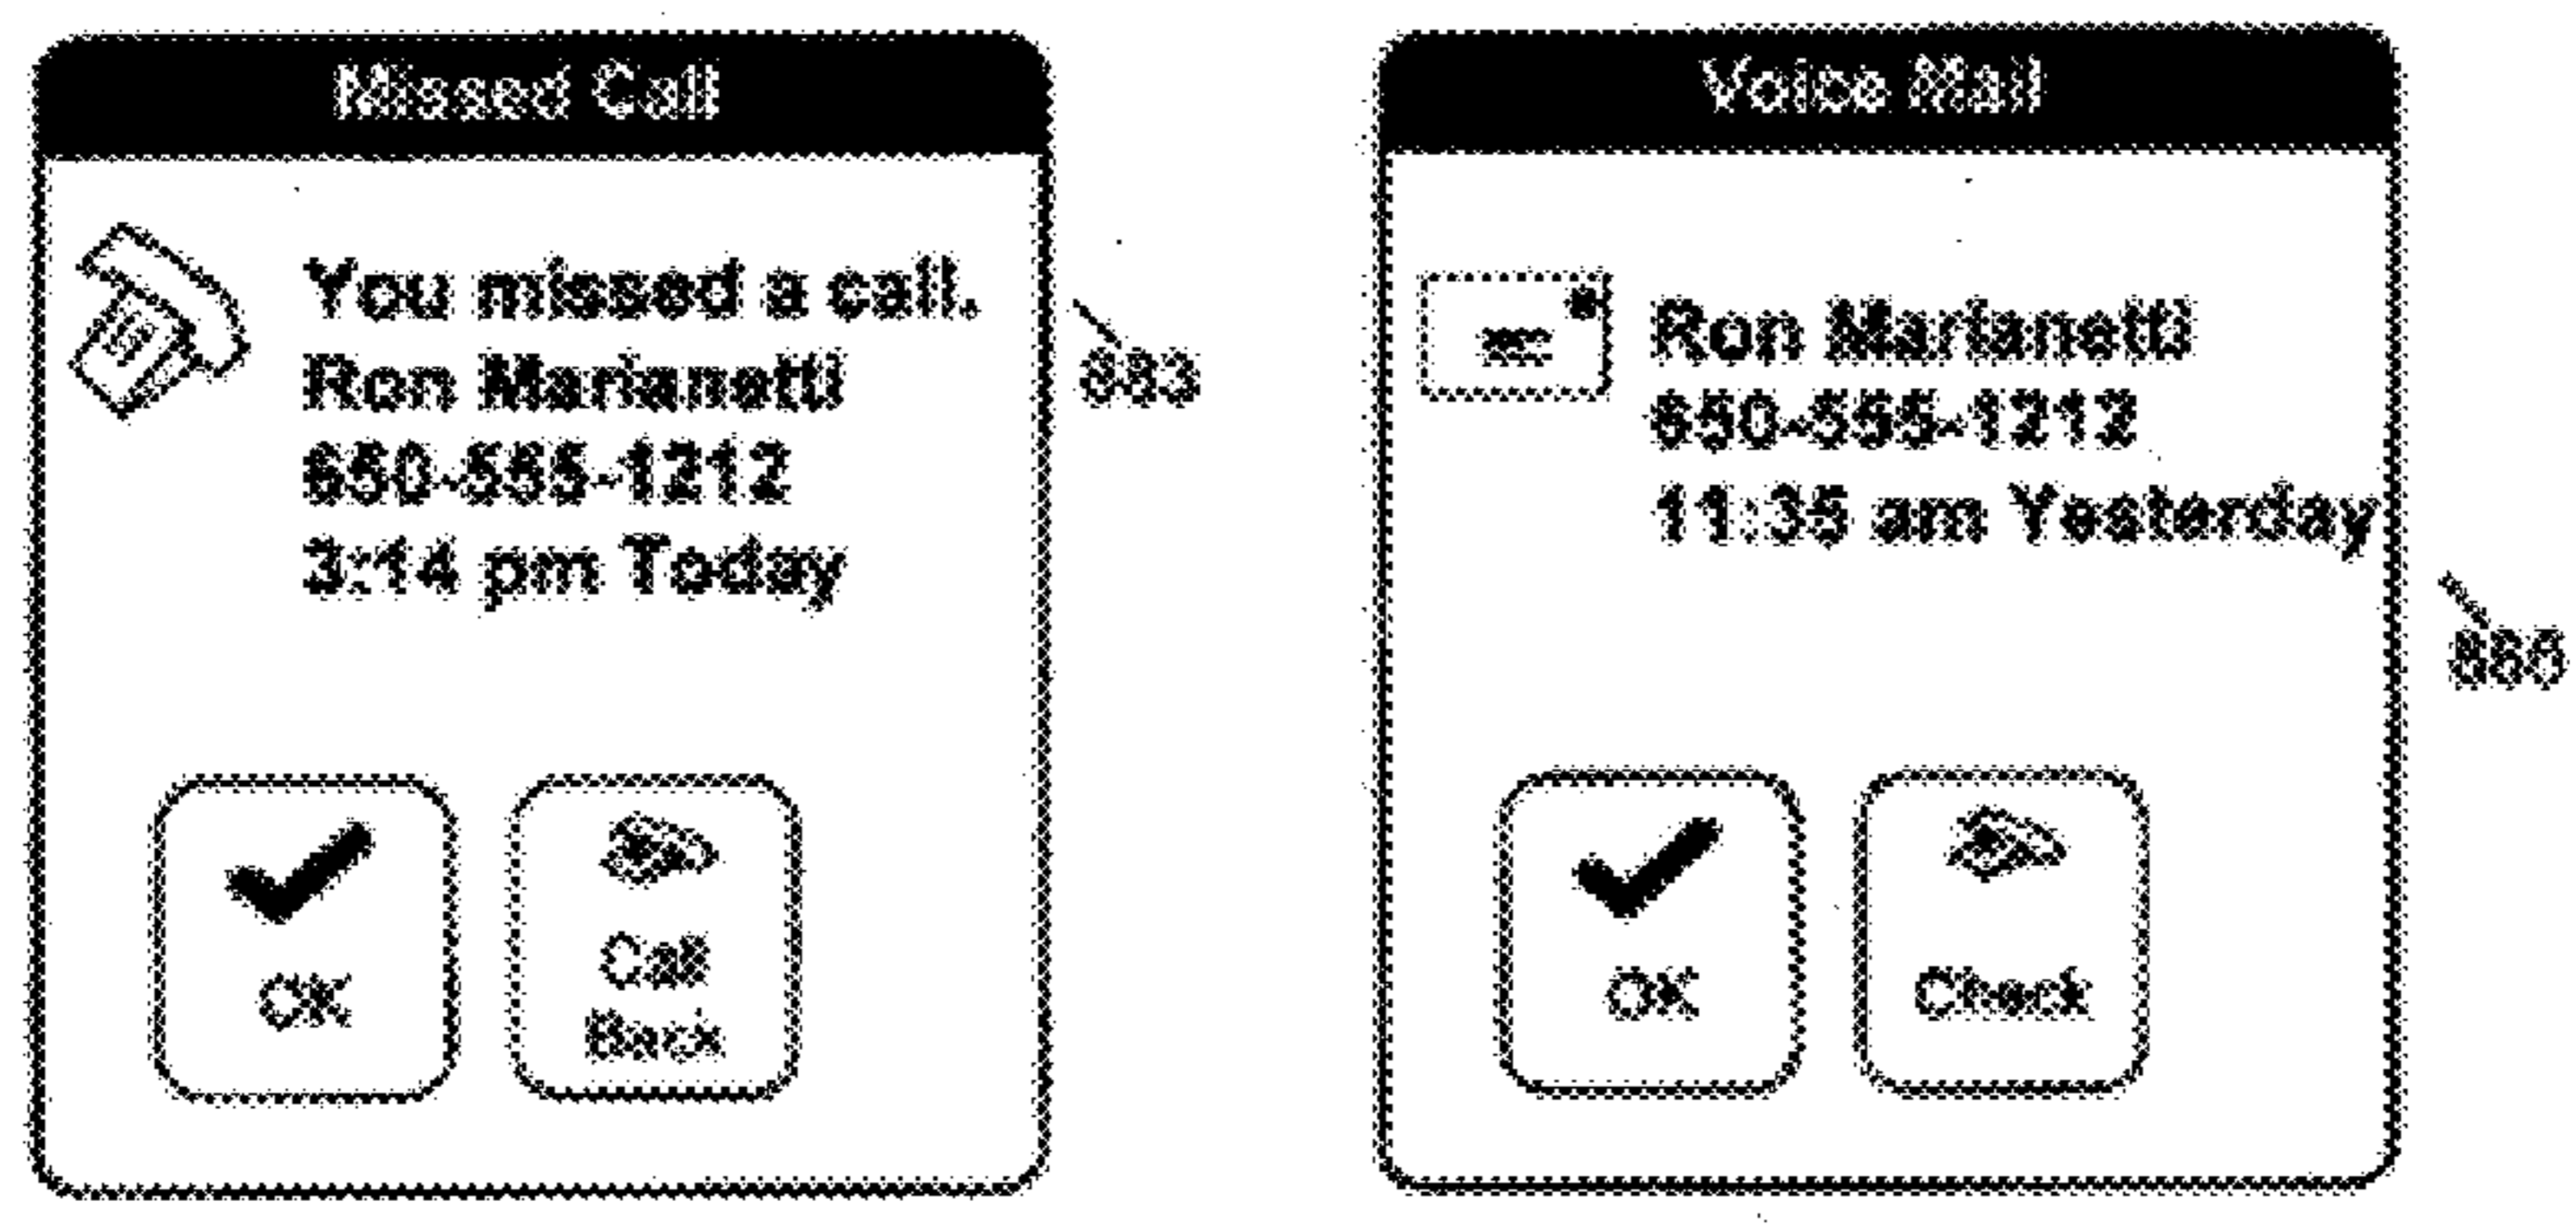 Missed Call
You missed a call.
Ron Marianetti
650-555-1212
3:14 pm Today
OK
Call
Back
883
Voice Mail
Ron Marianetti
650-555-1212
11:35 am Yesterday
OK
Check